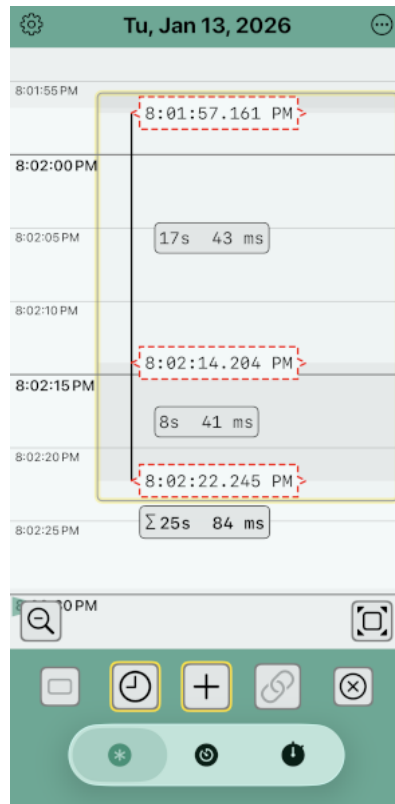 Tu, Jan 13, 2026
8:01:55 PM
8:01:57.161 PM
8:02:00 PM
8:02:05 PM
17s 43 ms
8:02:10 PM
8:02:14.204 PM
8:02:15 PM
8s 41 ms
8:02:20 PM
8:02:22.245 PM
Σ 25s 84 ms
8:02:25 PM
0 PM